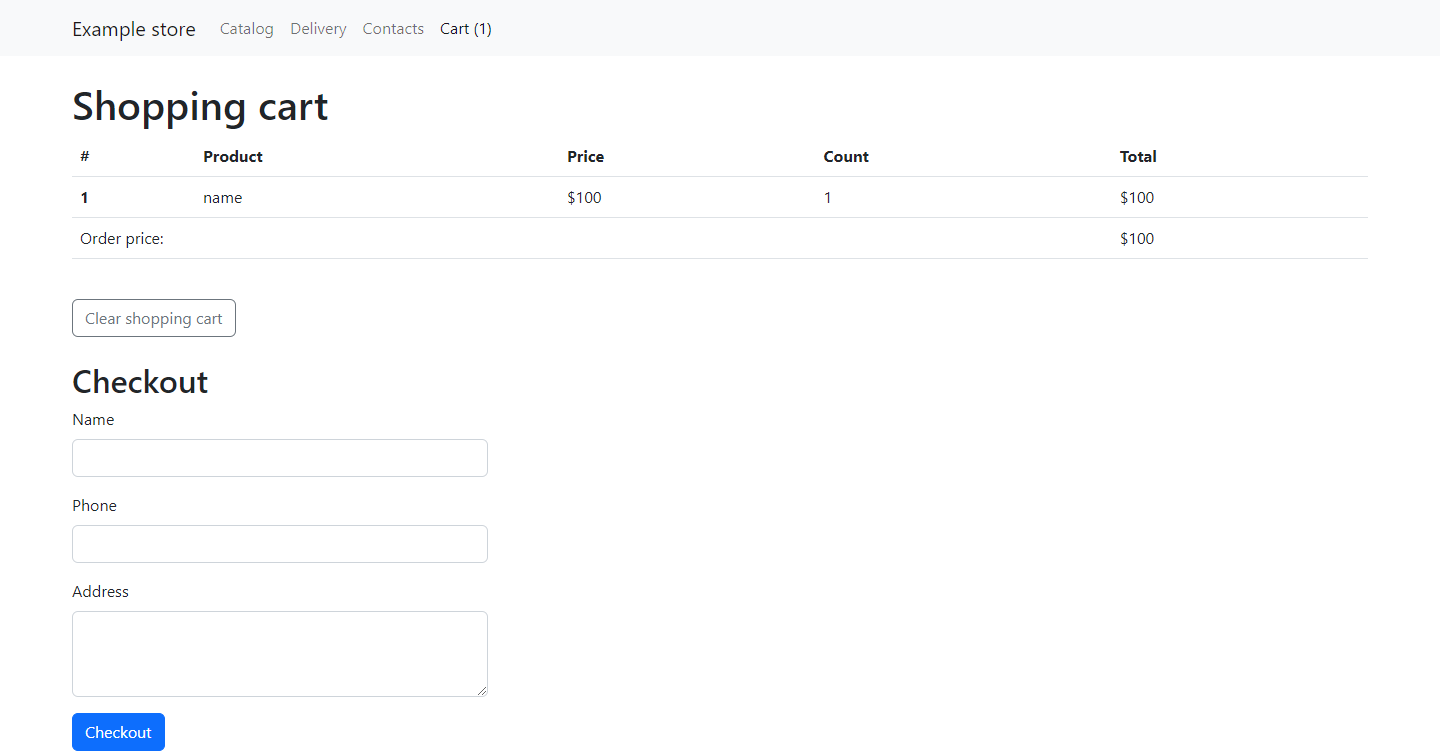 Example store Catalog Delivery Contacts Cart (1)
Shopping cart
# Product Price Count Total
1 name $100 1 $100
Order price: $100
Clear shopping cart
Checkout
Name
Phone
Address
Checkout